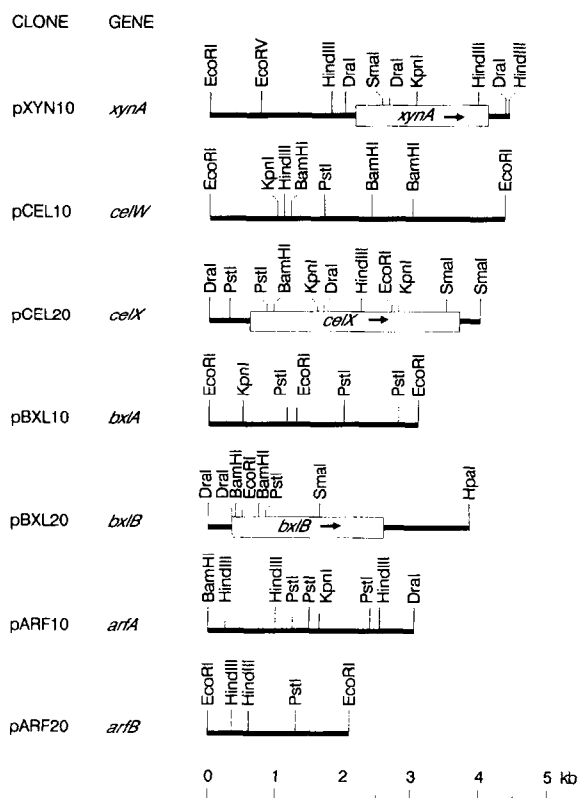 CLONE GENE
EcoRI EcoRV HindIII DraI SmaI DraI KpnI HindIII DraI HindIII
pXYN10 xynA xynA
EcoRI KpnI HindIII BamHI PstI BamHI BamHI EcoRI
pCEL10 celW
DraI PstI PstI BamHI KpnI DraI HindIII EcoRI KpnI SmaI SmaI
pCEL20 celX celX
EcoRI KpnI PstI EcoRI PstI PstI EcoRI
pBXL10 bxlA
DraI DraI BamHI EcoRI BamHI PstI SmaI HpaI
pBXL20 bxlB bxlB
BamHI HindIII HindIII PstI PstI KpnI PstI HindIII DraI
pARF10 arfA
EcoRI HindIII HindIII PstI EcoRI
pARF20 arfB
0 1 2 3 4 5 kb